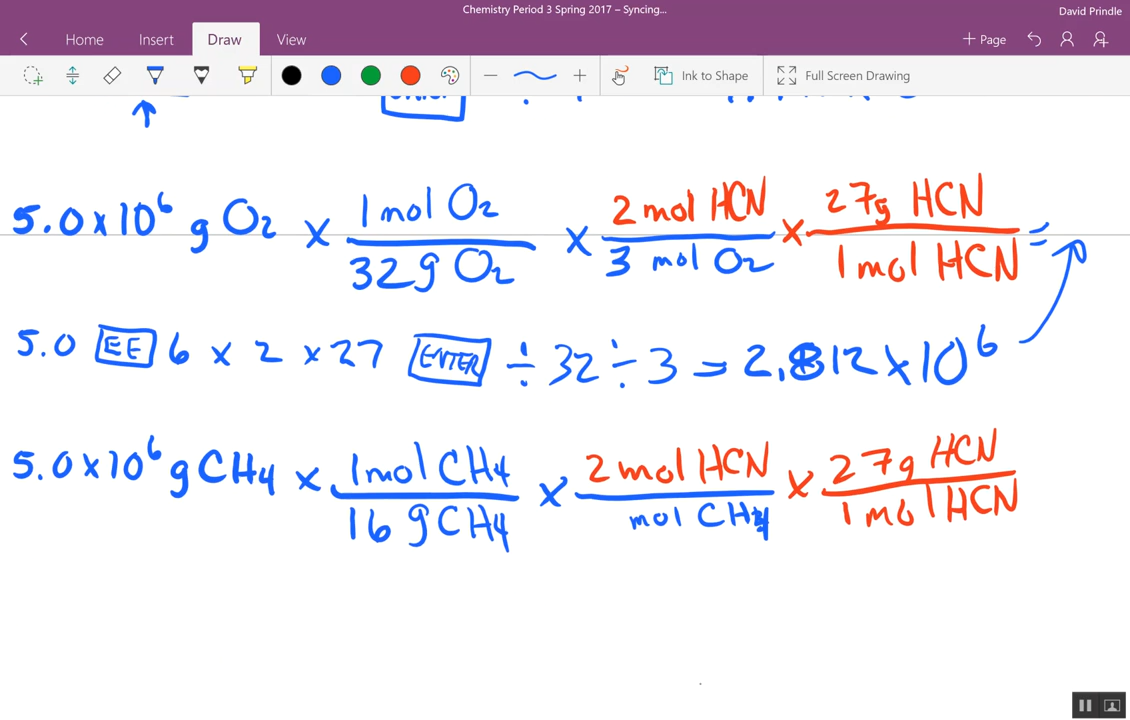 Chemistry Period 3 Spring 2017 – Syncing...
David Prindle
Home Insert Draw View
+ Page
Ink to Shape Full Screen Drawing
5.0 x 10⁶ g O₂ x 1 mol O₂ / 32 g O₂ x 2 mol HCN / 3 mol O₂ x 27g HCN / 1 mol HCN =
5.0 EE 6 x 2 x 27 ENTER ÷ 32 ÷ 3 = 2.812 x 10⁶
5.0 x 10⁶ g CH₄ x 1 mol CH₄ / 16 g CH₄ x 2 mol HCN / mol CH₄ x 27g HCN / 1 mol HCN